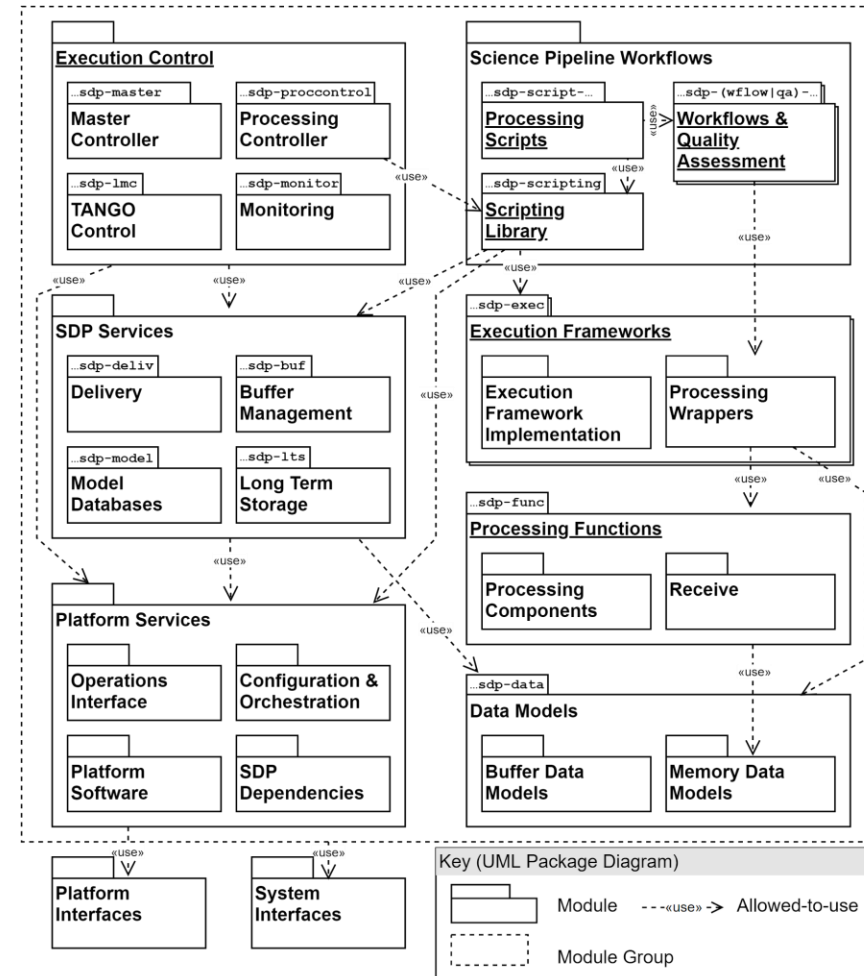 Execution Control
...sdp-master
Master
Controller
...sdp-proccontrol
Processing
Controller
...sdp-lmc
TANGO
Control
...sdp-monitor
Monitoring
Science Pipeline Workflows
...sdp-script-...
Processing
Scripts
«use»
...sdp-(wflow|qa)-...
Workflows &
Quality
Assessment
«use»
«use»
...sdp-scripting
Scripting
Library
«use»
«use»
«use»
«use»
«use»
SDP Services
...sdp-deliv
Delivery
...sdp-buf
Buffer
Management
...sdp-model
Model
Databases
...sdp-lts
Long Term
Storage
«use»
...sdp-exec
Execution Frameworks
Execution
Framework
Implementation
Processing
Wrappers
«use»
«use»
...sdp-func
Processing Functions
Processing
Components
Receive
«use»
«use»
Platform Services
Operations
Interface
Configuration &
Orchestration
Platform
Software
SDP
Dependencies
«use»
...sdp-data
Data Models
Buffer Data
Models
Memory Data
Models
«use»
«use»
Platform
Interfaces
System
Interfaces
Key (UML Package Diagram)
Module
«use»
Allowed-to-use
Module Group